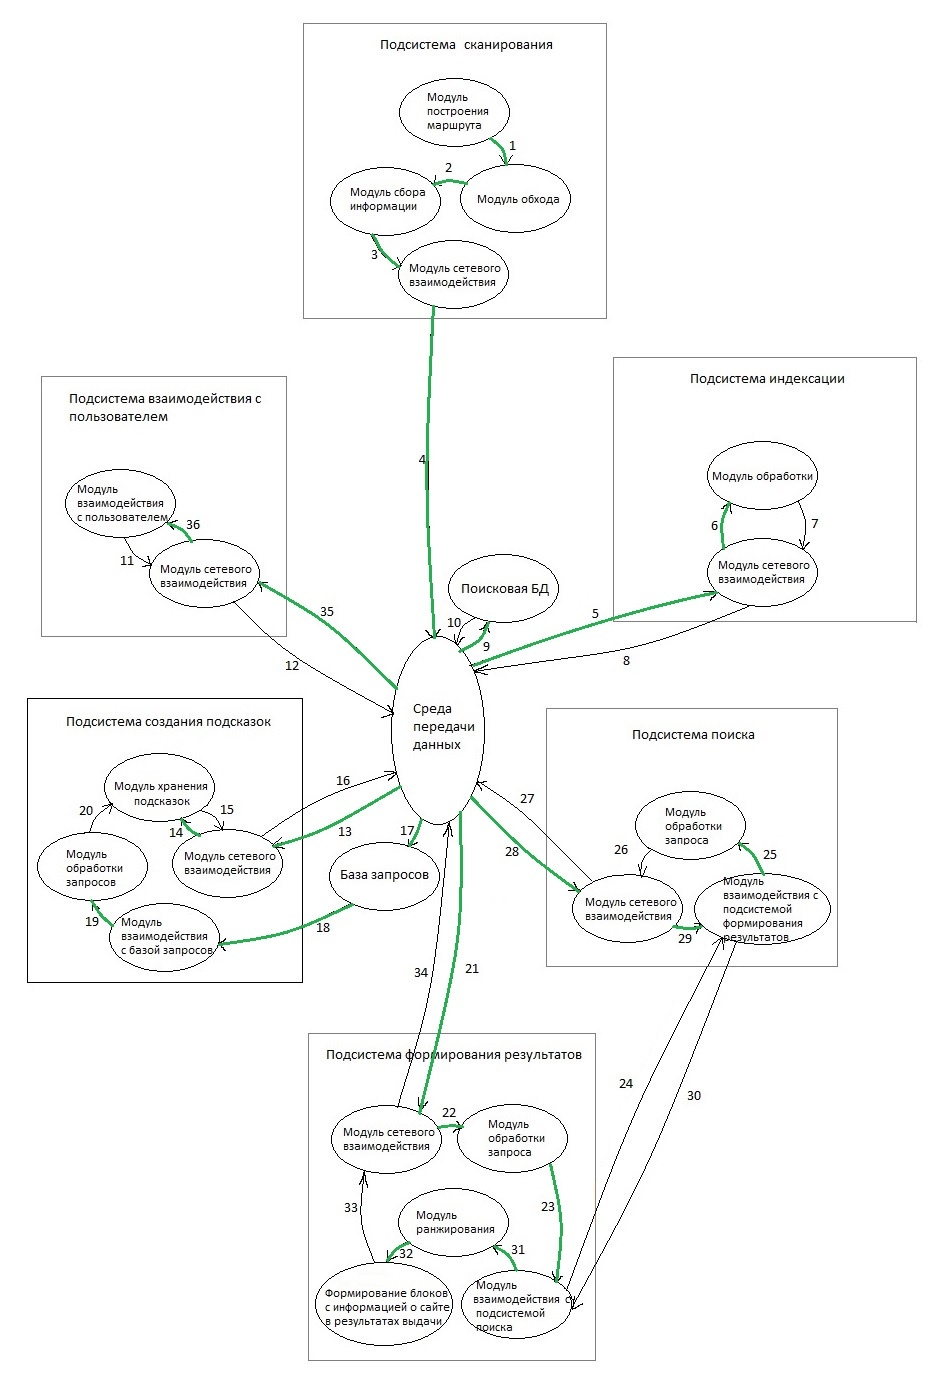 Подсистема сканирования
Модуль
построения
маршрута
1
2
Модуль сбора
информации
Модуль обхода
3
Модуль сетевого
взаимодействия
4
Подсистема взаимодействия с
пользователем
Модуль
взаимодействия
с пользователем
36
11
Модуль сетевого
взаимодействия
35
12
Подсистема индексации
Модуль обработки
6
7
Модуль сетевого
взаимодействия
5
8
Поисковая БД
10
9
Среда
передачи
данных
Подсистема создания подсказок
Модуль хранения
подсказок
20
15
14
16
13
Модуль
обработки
запросов
Модуль сетевого
взаимодействия
19
Модуль
взаимодействия
с базой запросов
17
База запросов
18
Подсистема поиска
27
28
Модуль
обработки
запроса
26
25
Модуль сетевого
взаимодействия
29
Модуль
взаимодействия с
подсистемой
формирования
результатов
34
21
24
30
Подсистема формирования результатов
Модуль сетевого
взаимодействия
22
Модуль
обработки
запроса
33
23
Модуль
ранжирования
32
31
Формирование блоков
с информацией о сайте
в результатах выдачи
Модуль
взаимодействия с
подсистемой
поиска